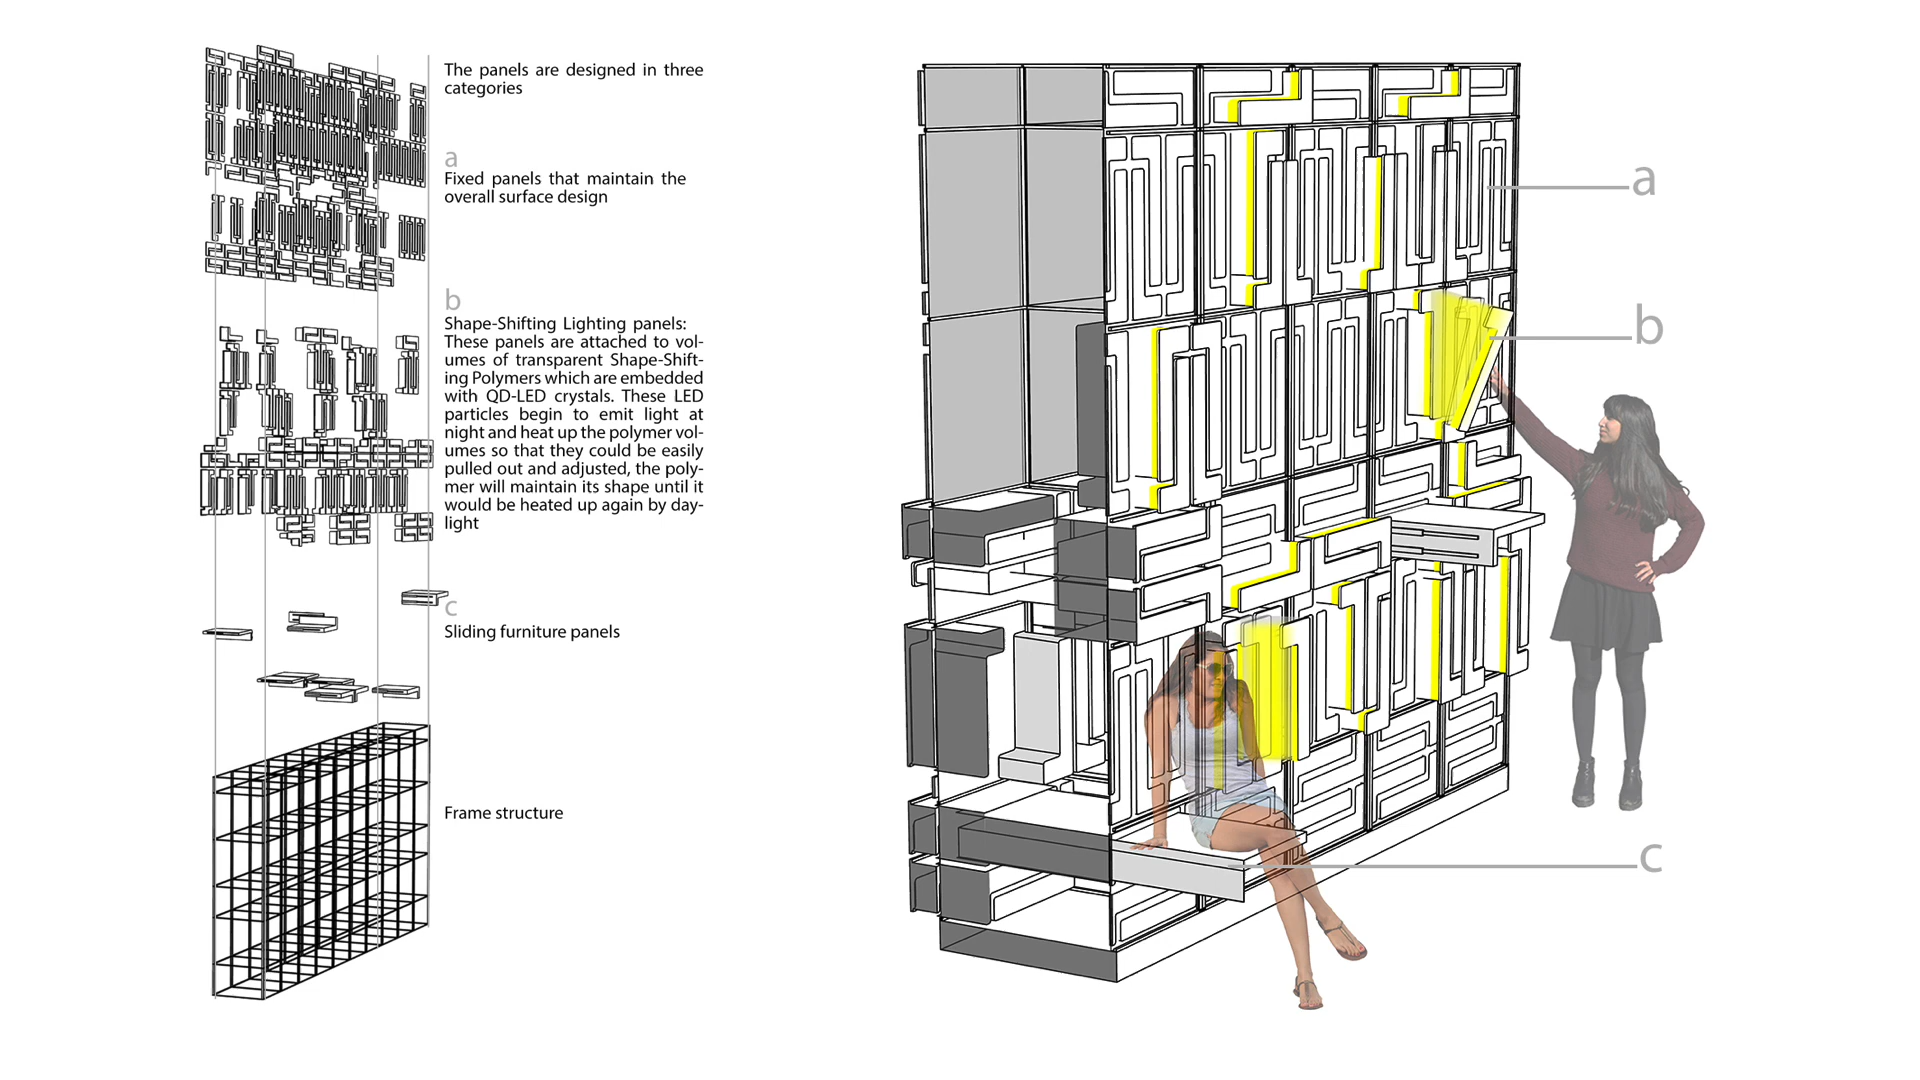 The panels are designed in three
categories
a
Fixed panels that maintain the
overall surface design
b
Shape-Shifting Lighting panels:
These panels are attached to vol-
umes of transparent Shape-Shift-
ing Polymers which are embedded
with QD-LED crystals. These LED
particles begin to emit light at
night and heat up the polymer vol-
umes so that they could be easily
pulled out and adjusted, the poly-
mer will maintain its shape until it
would be heated up again by day-
light
c
Sliding furniture panels
Frame structure
a
b
c